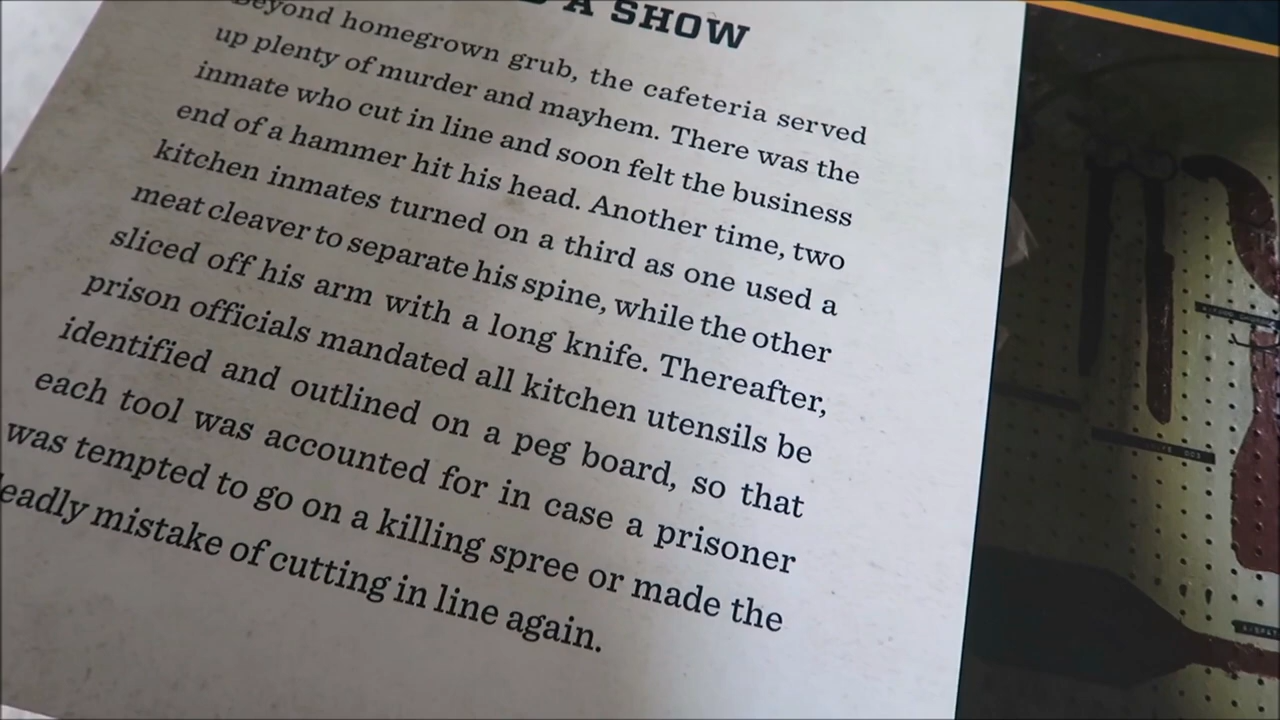 A SHOW
Beyond homegrown grub, the cafeteria served
up plenty of murder and mayhem. There was the
inmate who cut in line and soon felt the business
end of a hammer hit his head. Another time, two
kitchen inmates turned on a third as one used a
meat cleaver to separate his spine, while the other
sliced off his arm with a long knife. Thereafter,
prison officials mandated all kitchen utensils be
identified and outlined on a peg board, so that
each tool was accounted for in case a prisoner
was tempted to go on a killing spree or made the
eadly mistake of cutting in line again.